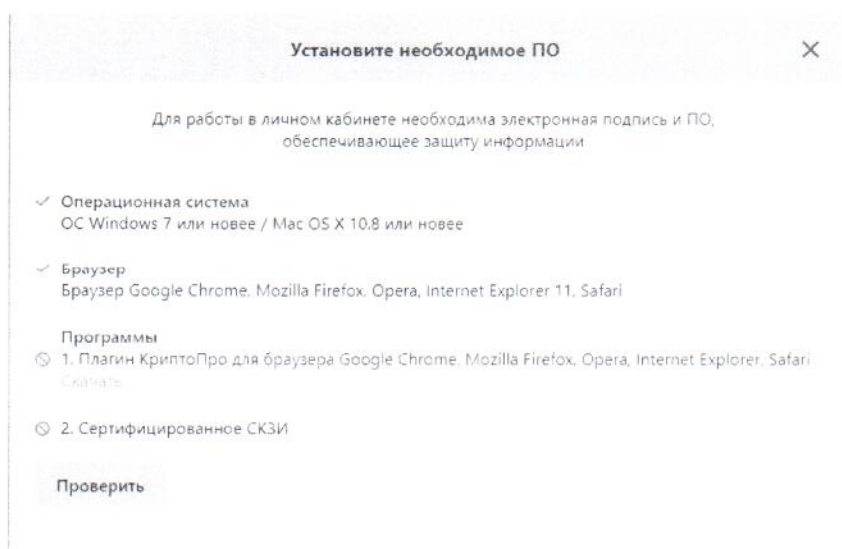 Установите необходимое ПО
Для работы в личном кабинете необходима электронная подпись и ПО,
обеспечивающее защиту информации
Операционная система
ОС Windows 7 или новее / Mac OS X 10.8 или новее
Браузер
Браузер Google Chrome, Mozilla Firefox, Opera, Internet Explorer 11, Safari
Программы
1. Плагин КриптоПро для браузера Google Chrome, Mozilla Firefox, Opera, Internet Explorer, Safari
Скачать
2. Сертифицированное СКЗИ
Проверить